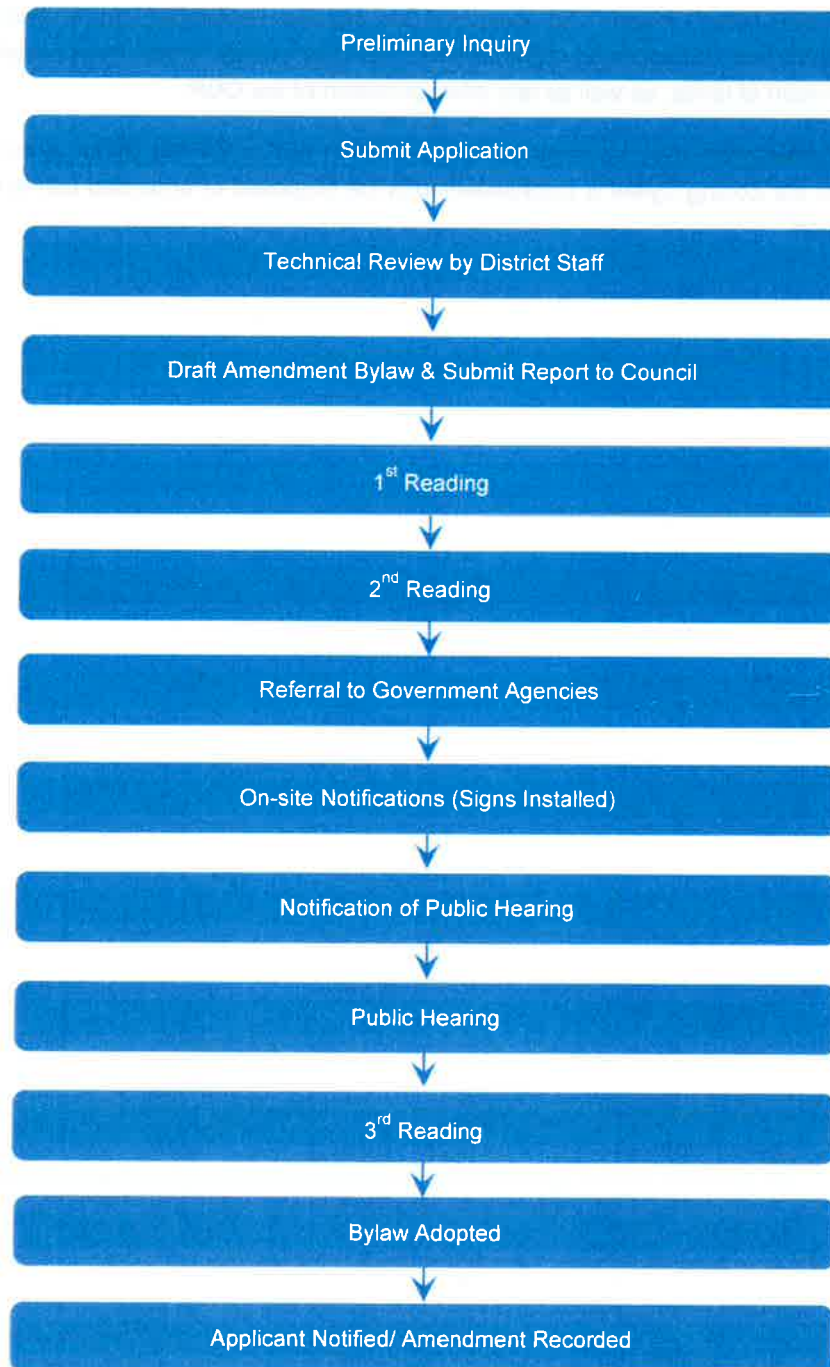 Preliminary Inquiry
Submit Application
Technical Review by District Staff
Draft Amendment Bylaw & Submit Report to Council
1st Reading
2nd Reading
Referral to Government Agencies
On-site Notifications (Signs Installed)
Notification of Public Hearing
Public Hearing
3rd Reading
Bylaw Adopted
Applicant Notified/ Amendment Recorded